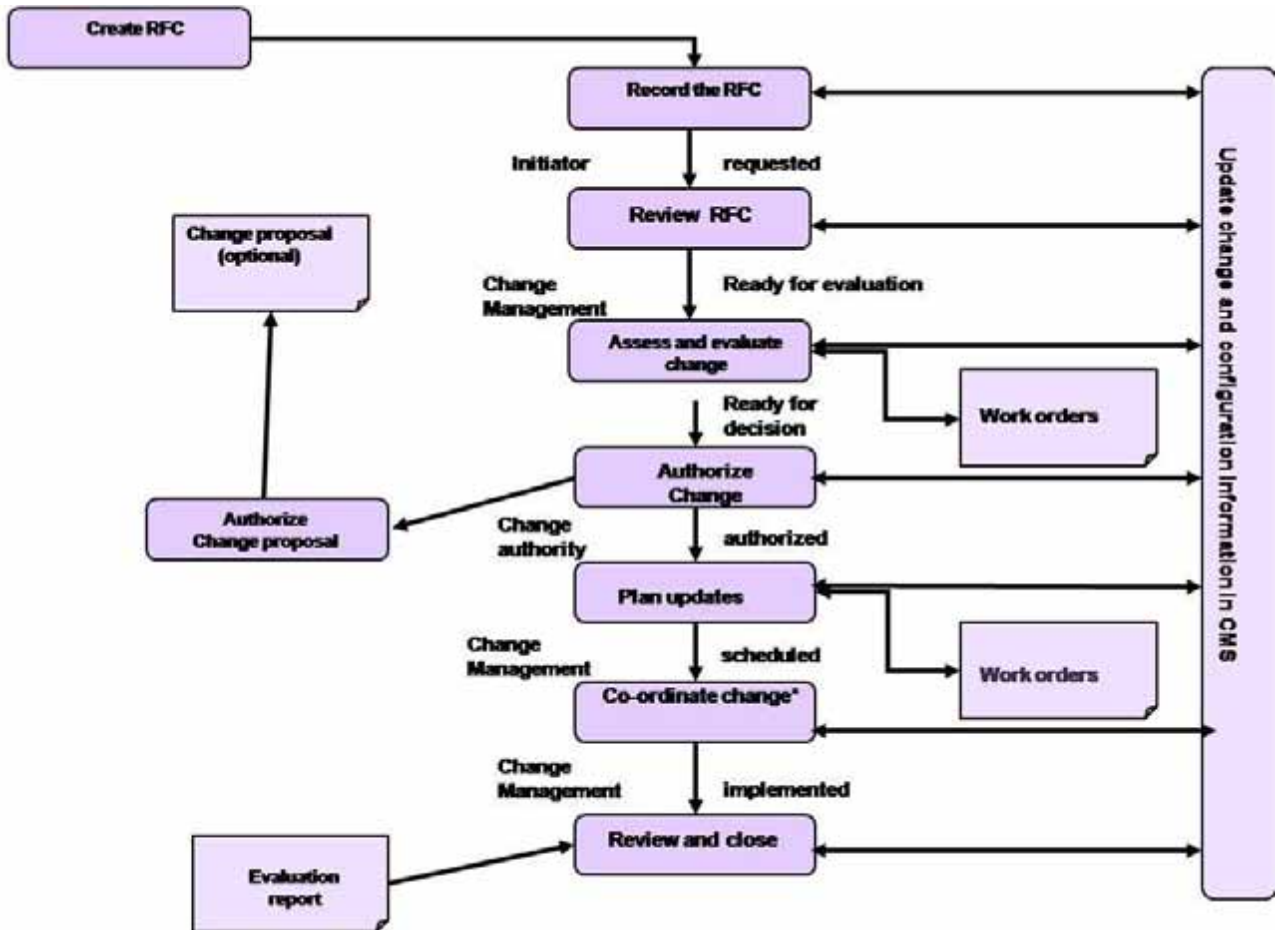 Create RFC
Record the RFC
Initiator
requested
Review RFC
Change proposal
(optional)
Change
Management
Ready for evaluation
Assess and evaluate
change
Work orders
Ready for
decision
Authorize
Change
Authorize
Change proposal
Change
authority
authorized
Plan updates
Work orders
Change
Management
scheduled
Co-ordinate change*
Change
Management
implemented
Review and close
Evaluation
report
Update change and configuration information in CMS